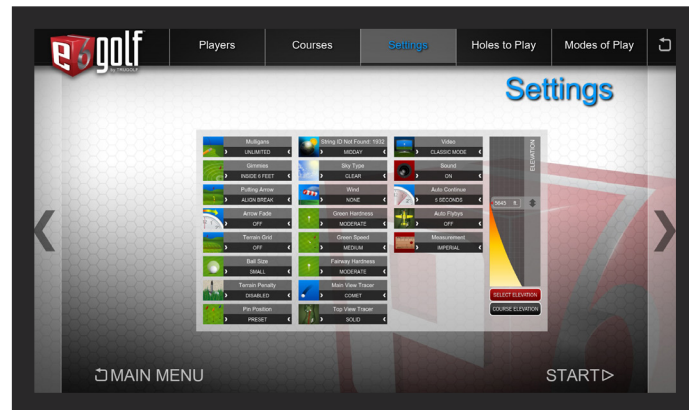 e6golf
BY TRUGOLF
Players
Courses
Settings
Holes to Play
Modes of Play
Settings
Mulligans
UNLIMITED
Gimmies
INSIDE 6 FEET
Putting Arrow
ALIGN BREAK
Arrow Fade
OFF
Terrain Grid
OFF
Ball Size
SMALL
Terrain Penalty
DISABLED
Pin Position
PRESET
String ID Not Found: 1932
MIDDAY
Sky Type
CLEAR
Wind
NONE
Green Hardness
MODERATE
Green Speed
MEDIUM
Fairway Hardness
MODERATE
Main View Tracer
COMET
Top View Tracer
SOLID
Video
CLASSIC MODE
Sound
ON
Auto Continue
5 SECONDS
Auto Flybys
OFF
Measurement
IMPERIAL
ELEVATION
5645 ft.
SELECT ELEVATION
COURSE ELEVATION
MAIN MENU
START